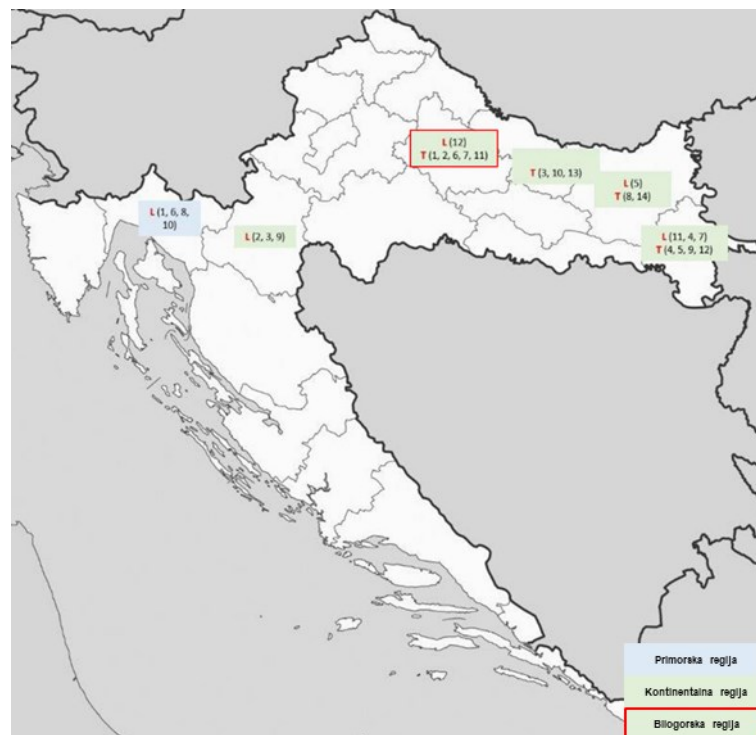 L (12)
T (1, 2, 6, 7, 11)
T (3, 10, 13)
L (5)
T (8, 14)
L (1, 6, 8,
10)
L (2, 3, 9)
L (11, 4, 7)
T (4, 5, 9, 12)
Primorska regija
Kontinentalna regija
Bilogorska regija